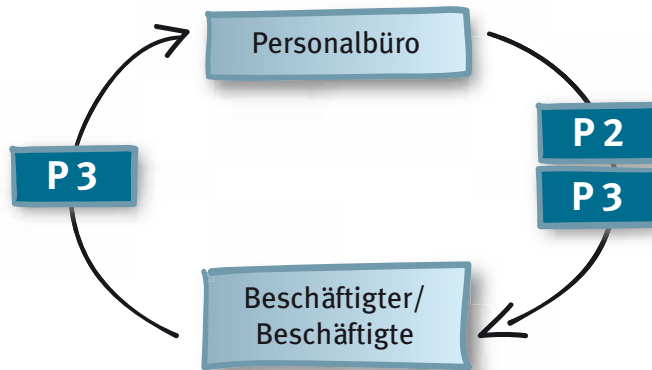 Personalbüro
P 2
P 3
P 3
Beschäftigter/
Beschäftigte